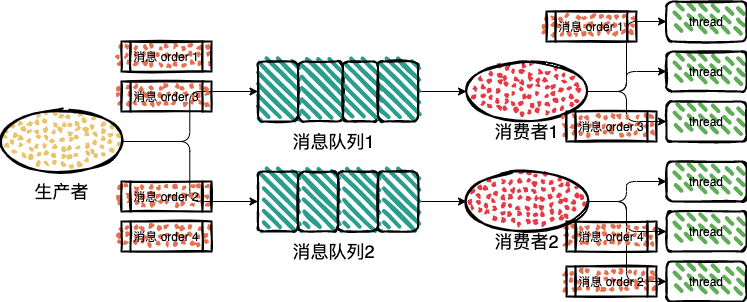 消息 order 1
消息 order 3
生产者
消息 order 2
消息 order 4
消息队列1
消息队列2
消费者1
消费者2
消息 order 1
消息 order 3
消息 order 4
消息 order 2
thread
thread
thread
thread
thread
thread